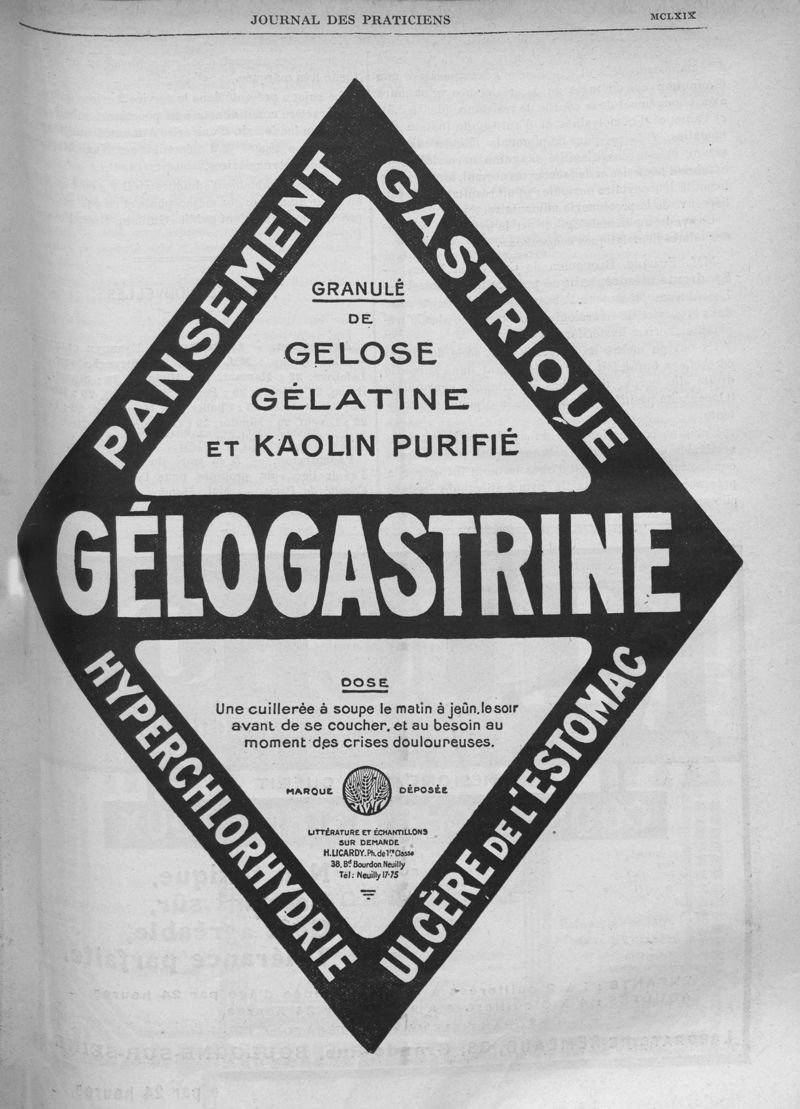 JOURNAL DES PRATICIENS
MCLXIX
PANSEMENT
GASTRIQUE
GRANULÉ
DE
GELOSE
GÉLATINE
ET KAOLIN PURIFIÉ
GÉLOGASTRINE
DOSE
Une cuillerée à soupe le matin à jeûn, le soir
avant de se coucher, et au besoin au
moment des crises douloureuses.
MARQUE DÉPOSÉE
LITTÉRATURE ET ÉCHANTILLONS
SUR DEMANDE
H. LICARDY. Ph. de 1re Classe
38, Bd Bourdon Neuilly
Tél: Neuilly 17-75
HYPERCHLORHYDRIE
ULCÈRE DE L'ESTOMAC